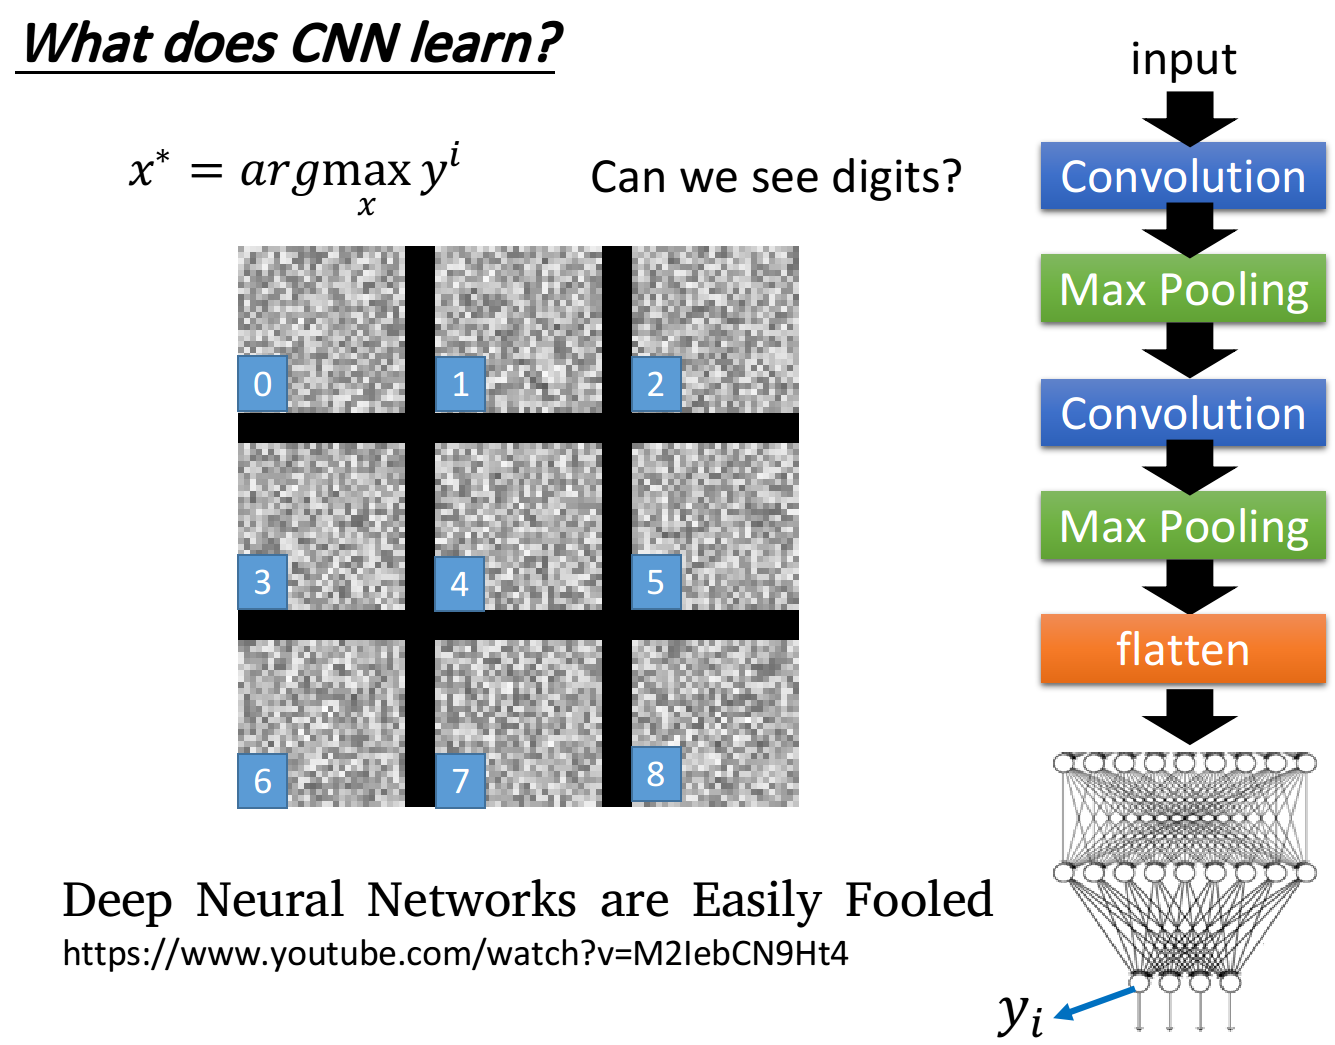 What does CNN learn?
x* = argmax y^i
x
Can we see digits?
0
1
2
3
4
5
6
7
8
Deep Neural Networks are Easily Fooled
https://www.youtube.com/watch?v=M2IebCN9Ht4
input
Convolution
Max Pooling
Convolution
Max Pooling
flatten
y_i